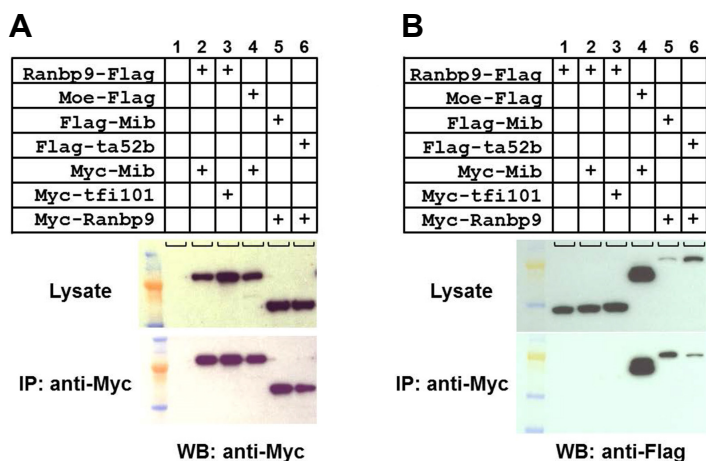 A
1 2 3 4 5 6
Ranbp9-Flag + +
Moe-Flag +
Flag-Mib +
Flag-ta52b +
Myc-Mib + +
Myc-tfi101 +
Myc-Ranbp9 + +
Lysate
IP: anti-Myc
WB: anti-Myc
B
1 2 3 4 5 6
Ranbp9-Flag + + +
Moe-Flag +
Flag-Mib +
Flag-ta52b +
Myc-Mib + +
Myc-tfi101 +
Myc-Ranbp9 + +
Lysate
IP: anti-Myc
WB: anti-Flag